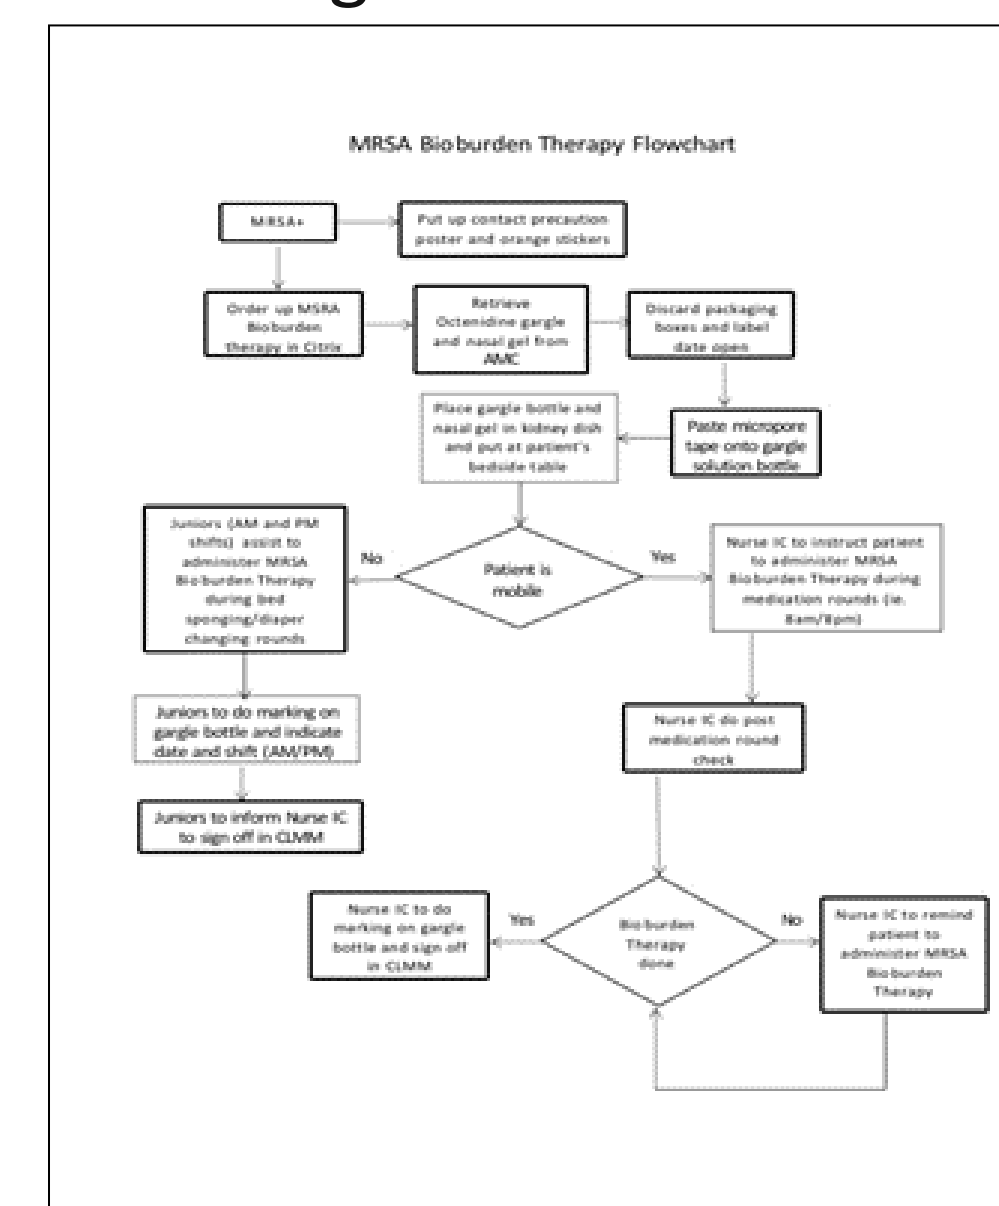 MRSA Bioburden Therapy Flowchart
MRSA+
Put up contact precaution
poster and orange stickers
Order up MSRA
Bioburden
therapy in Citrix
Retrieve
Octenidine gargle
and nasal gel from
AMC
Discard packaging
boxes and label
date open
Place gargle bottle and
nasal gel in kidney dish
and put at patient's
bedside table
Paste micropore
tape onto gargle
solution bottle
Juniors (AM and PM
shifts) assist to
administer MRSA
Bioburden Therapy
during bed
sponging/diaper
changing rounds
No
Patient is
mobile
Yes
Nurse IC to instruct patient
to administer MRSA
Bioburden Therapy during
medication rounds (ie.
8am/8pm)
Juniors to do marking on
gargle bottle and indicate
date and shift (AM/PM)
Nurse IC do post
medication round
check
Juniors to inform Nurse IC
to sign off in CLMM
Nurse IC to do
marking on gargle
bottle and sign off
in CLMM
Yes
Bioburden
Therapy
done
No
Nurse IC to remind
patient to
administer MRSA
Bioburden
Therapy